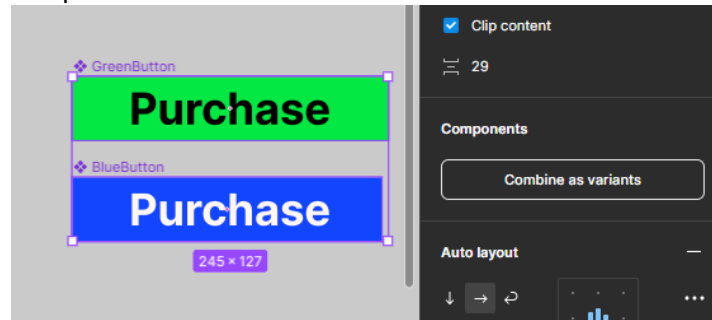 Clip content
GreenButton
29
Purchase
Components
BlueButton
Combine as variants
Purchase
Auto layout
245 × 127